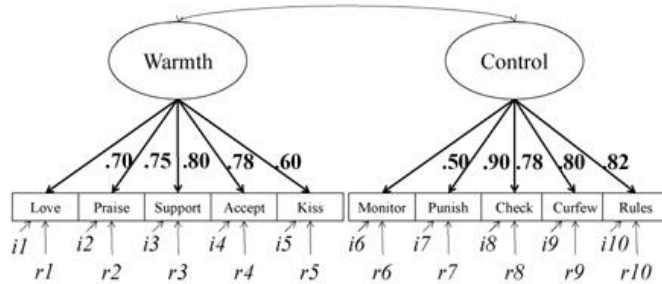 Warmth Control
.70 .75 .80 .78 .60 .50 .90 .78 .80 .82
Love Praise Support Accept Kiss Monitor Punish Check Curfew Rules
i1 i2 i3 i4 i5 i6 i7 i8 i9 i10
r1 r2 r3 r4 r5 r6 r7 r8 r9 r10